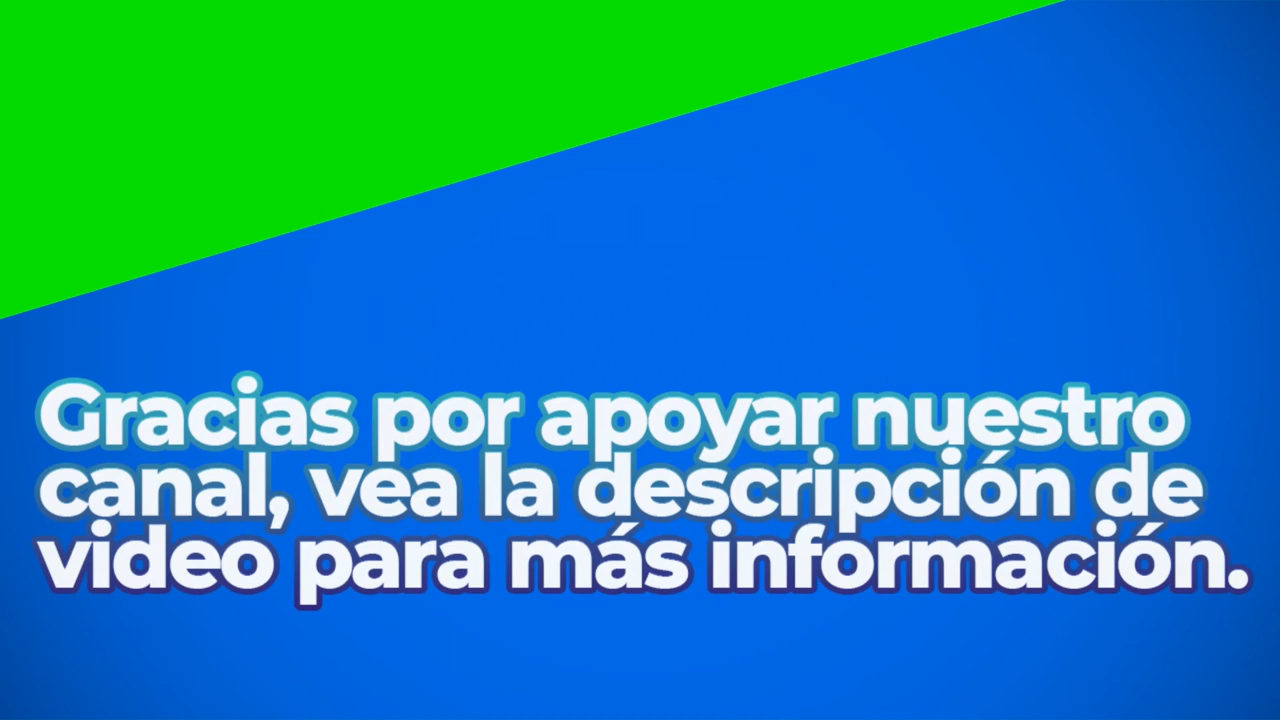 Gracias por apoyar nuestro
canal, vea la descripción de
video para más información.